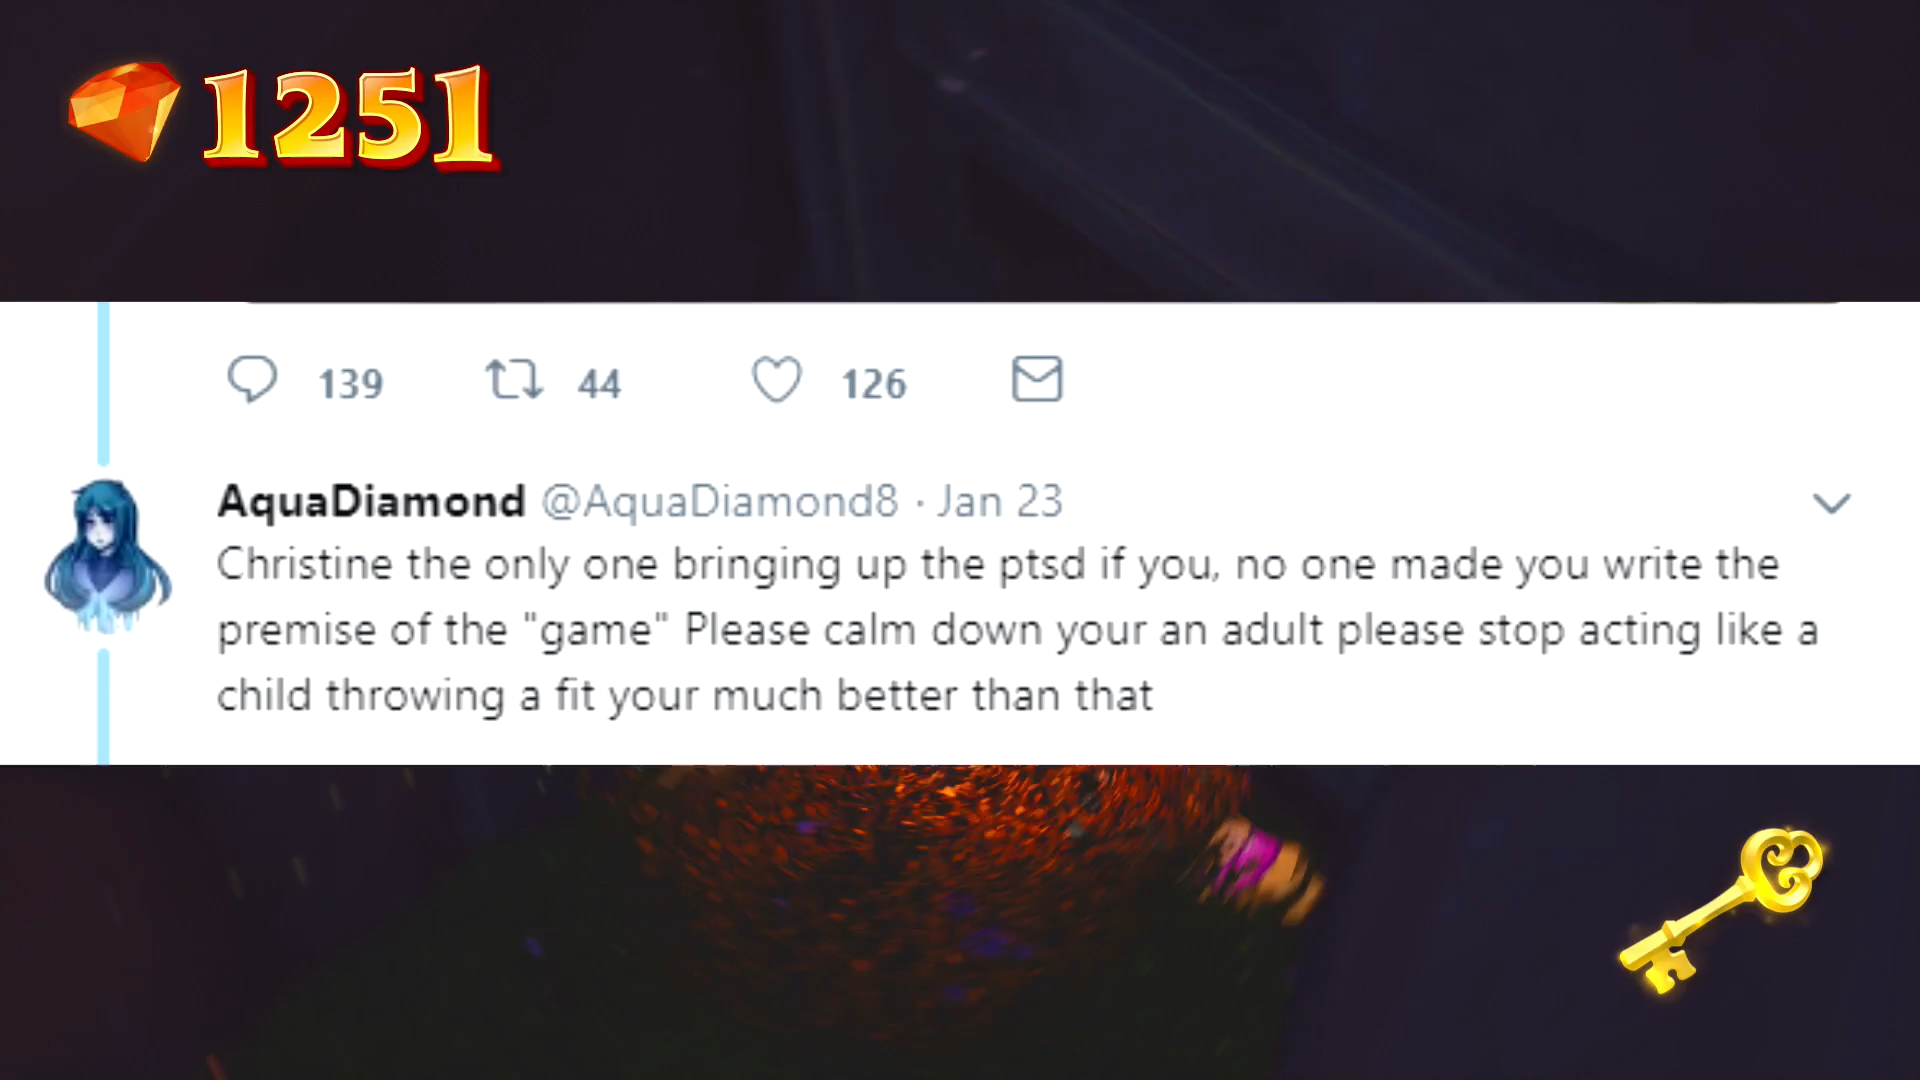 1251
139 44 126
AquaDiamond @AquaDiamond8 · Jan 23
Christine the only one bringing up the ptsd if you, no one made you write the
premise of the "game" Please calm down your an adult please stop acting like a
child throwing a fit your much better than that